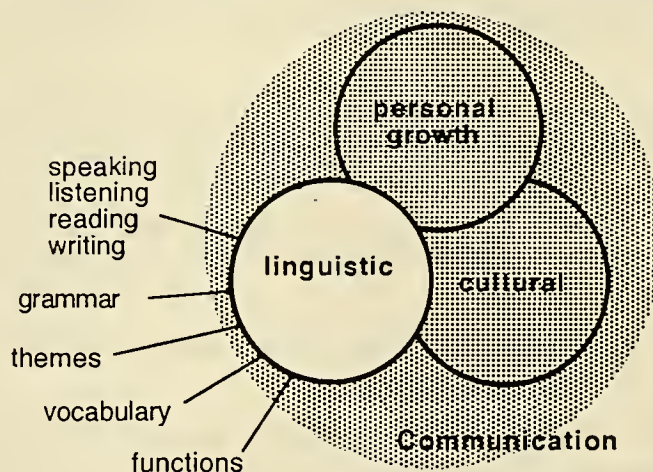 personal
growth
speaking
listening
reading
writing
linguistic
cultural
grammar
themes
vocabulary
functions
Communication